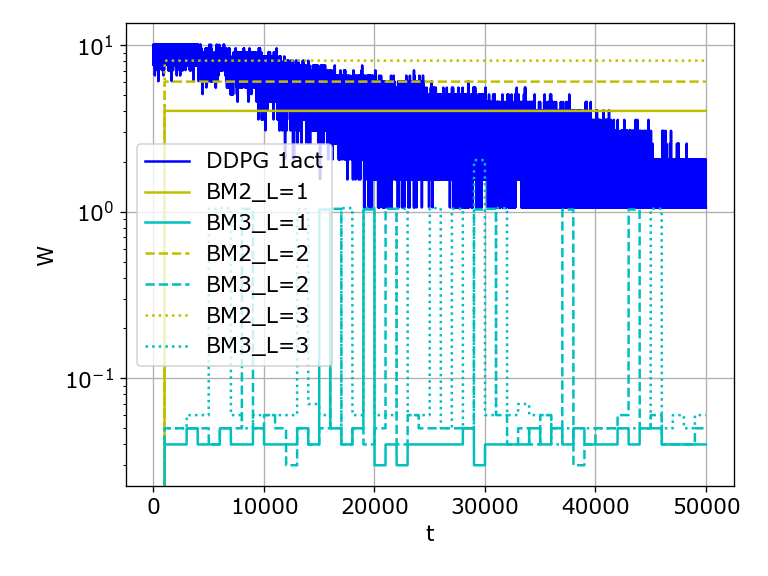 10¹
10⁰
10⁻¹
W
DDPG 1act
BM2_L=1
BM3_L=1
BM2_L=2
BM3_L=2
BM2_L=3
BM3_L=3
0 10000 20000 30000 40000 50000
t